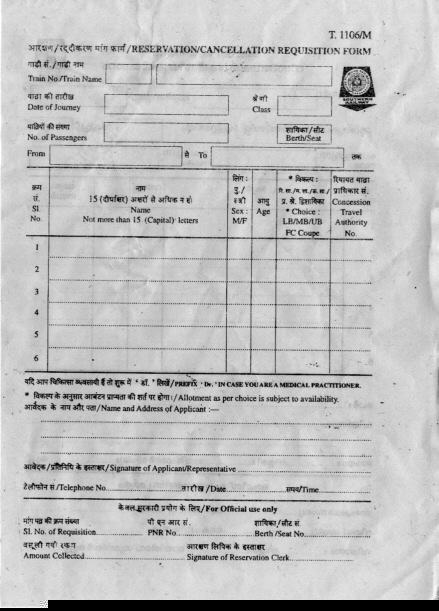 T. 1106/M
आरक्षण/रद्दीकरण मांग फार्म/RESERVATION/CANCELLATION REQUISITION FORM
गाडी सं./गाडी नाम
Train No/Train Name
यात्रा की तारीख
Date of Journey
श्रेणी
Class
यात्रियों की संख्या
No. of Passengers
शायिका/सीट
Berth/Seat
From
से To
तक
क्रम सं. Sl. No.
नाम
15 (दीर्घाक्षर) अक्षरों से अधिक न हो
Name
Not more than 15 (Capital) letters
लिंग : पु./ स्त्री Sex : M/F
आयु Age
* विकल्प :
प्र. श्रे. द्विशायिका
* Choice :
LB/MB/UB
FC Coupe
रियायत यात्रा प्राधिकार सं.
Concession Travel Authority No.
1
2
3
4
5
6
यदि आप चिकित्सा व्यवसायी हैं तो शुरू में ' डॉ. ' लिखें/PREFIX ' Dr. ' IN CASE YOU ARE A MEDICAL PRACTITIONER.
* विकल्प के अनुसार आबंटन प्राप्यता की शर्त पर होगा।/Allotment as per choice is subject to availability.
आवेदक के नाम और पता/Name and Address of Applicant :—
आवेदक/प्रतिनिधि के हस्ताक्षर/Signature of Applicant/Representative
टेलीफोन सं./Telephone No. तारीख /Date समय/Time
केवल सरकारी प्रयोग के लिए/For Official use only
मांग पत्र की क्रम संख्या पी एन आर सं. शायिका/सीट सं.
Sl. No. of Requisition PNR No. Berth /Seat No.
वसूली गयी रकम आरक्षण लिपिक के हस्ताक्षर
Amount Collected Signature of Reservation Clerk